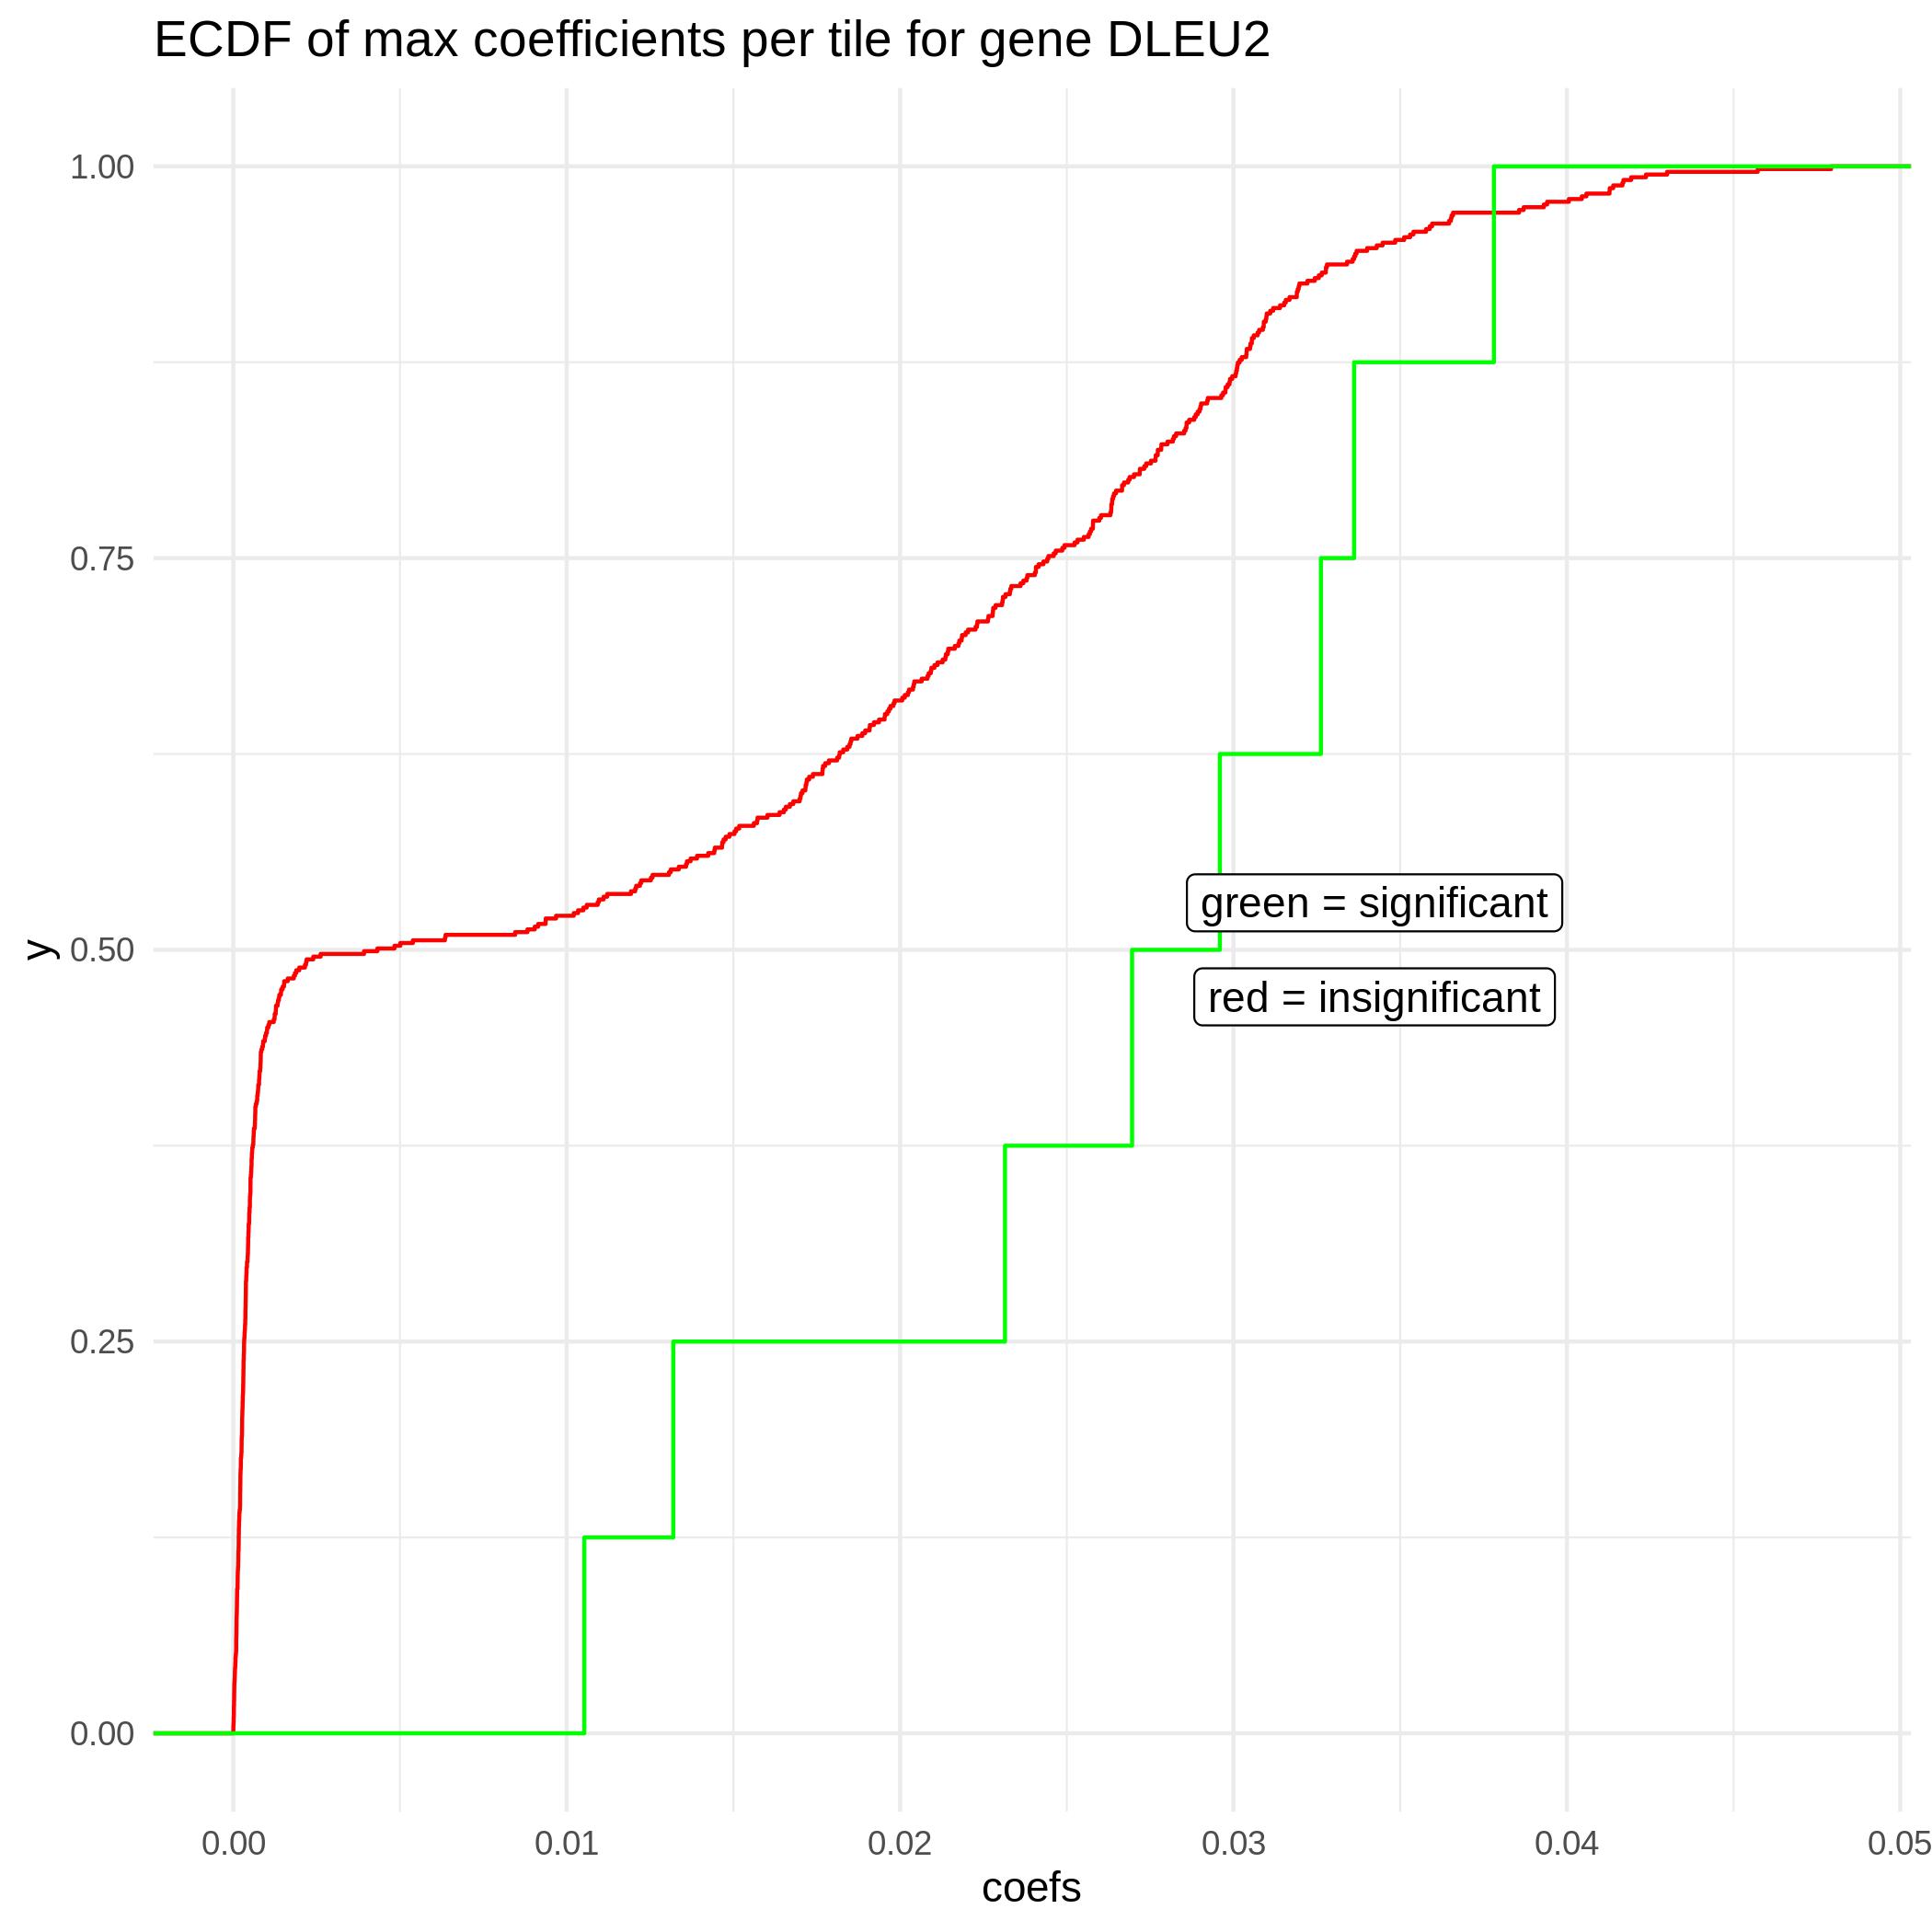 ECDF of max coefficients per tile for gene DLEU2
1.00
0.75
0.50
0.25
0.00
y
green = significant
red = insignificant
0.00 0.01 0.02 0.03 0.04 0.05
coefs